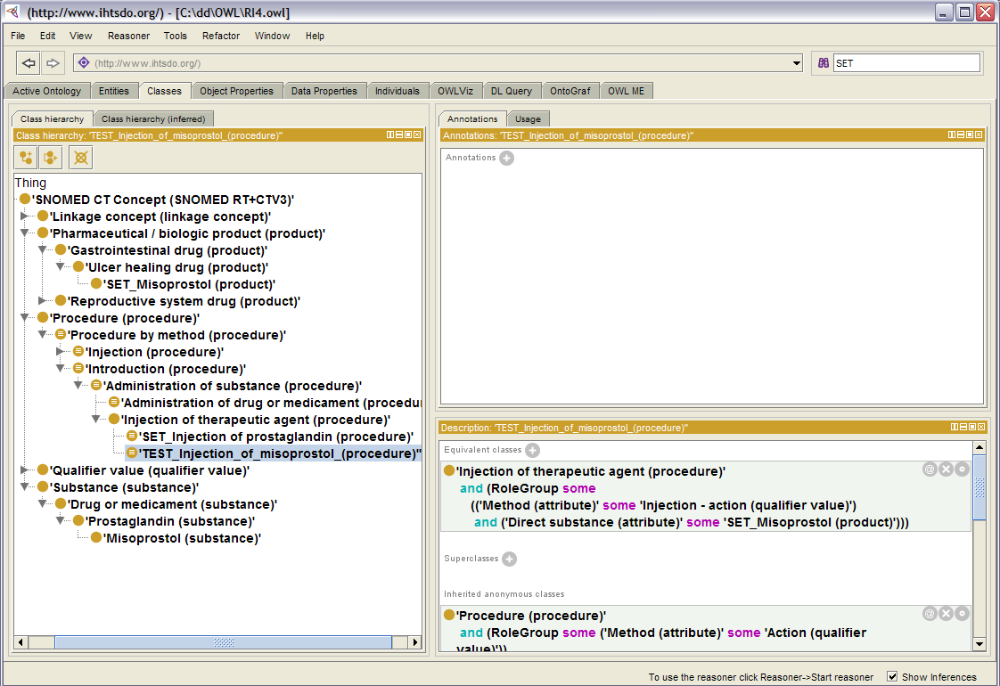 (http://www.ihtsdo.org/) - [C:\dd\OWL\RI4.owl]
File Edit View Reasoner Tools Refactor Window Help
(http://www.ihtsdo.org/)
SET
Active Ontology Entities Classes Object Properties Data Properties Individuals OWLViz DL Query OntoGraf OWL ME
Class hierarchy Class hierarchy (inferred)
Class hierarchy: 'TEST_Injection_of_misoprostol_(procedure)"
Thing
'SNOMED CT Concept (SNOMED RT+CTV3)'
'Linkage concept (linkage concept)'
'Pharmaceutical / biologic product (product)'
'Gastrointestinal drug (product)'
'Ulcer healing drug (product)'
'SET_Misoprostol (product)'
'Reproductive system drug (product)'
'Procedure (procedure)'
'Procedure by method (procedure)'
'Injection (procedure)'
'Introduction (procedure)'
'Administration of substance (procedure)'
'Administration of drug or medicament (procedu
'Injection of therapeutic agent (procedure)'
'SET_Injection of prostaglandin (procedure)'
'TEST_Injection_of_misoprostol_(procedure)"
'Qualifier value (qualifier value)'
'Substance (substance)'
'Drug or medicament (substance)'
'Prostaglandin (substance)'
'Misoprostol (substance)'
Annotations Usage
Annotations: 'TEST_Injection_of_misoprostol_(procedure)"
Annotations
Description: 'TEST_Injection_of_misoprostol_(procedure)"
Equivalent classes
'Injection of therapeutic agent (procedure)'
and (RoleGroup some
(('Method (attribute)' some 'Injection - action (qualifier value)')
and ('Direct substance (attribute)' some 'SET_Misoprostol (product)')))
Superclasses
Inherited anonymous classes
'Procedure (procedure)'
and (RoleGroup some ('Method (attribute)' some 'Action (qualifier
value)'))
To use the reasoner click Reasoner->Start reasoner Show Inferences